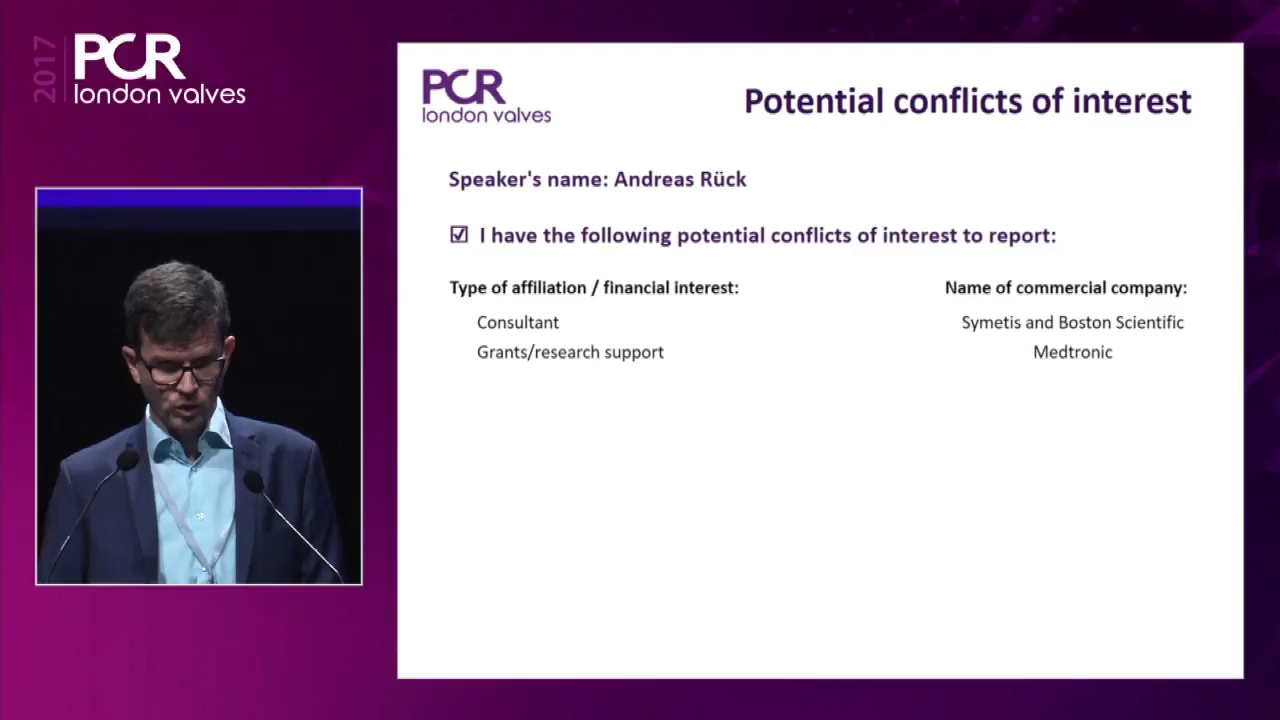 2017
PCR
london valves
PCR
london valves
Potential conflicts of interest
Speaker's name: Andreas Rück
☑ I have the following potential conflicts of interest to report:
Type of affiliation / financial interest: Name of commercial company:
Consultant Symetis and Boston Scientific
Grants/research support Medtronic